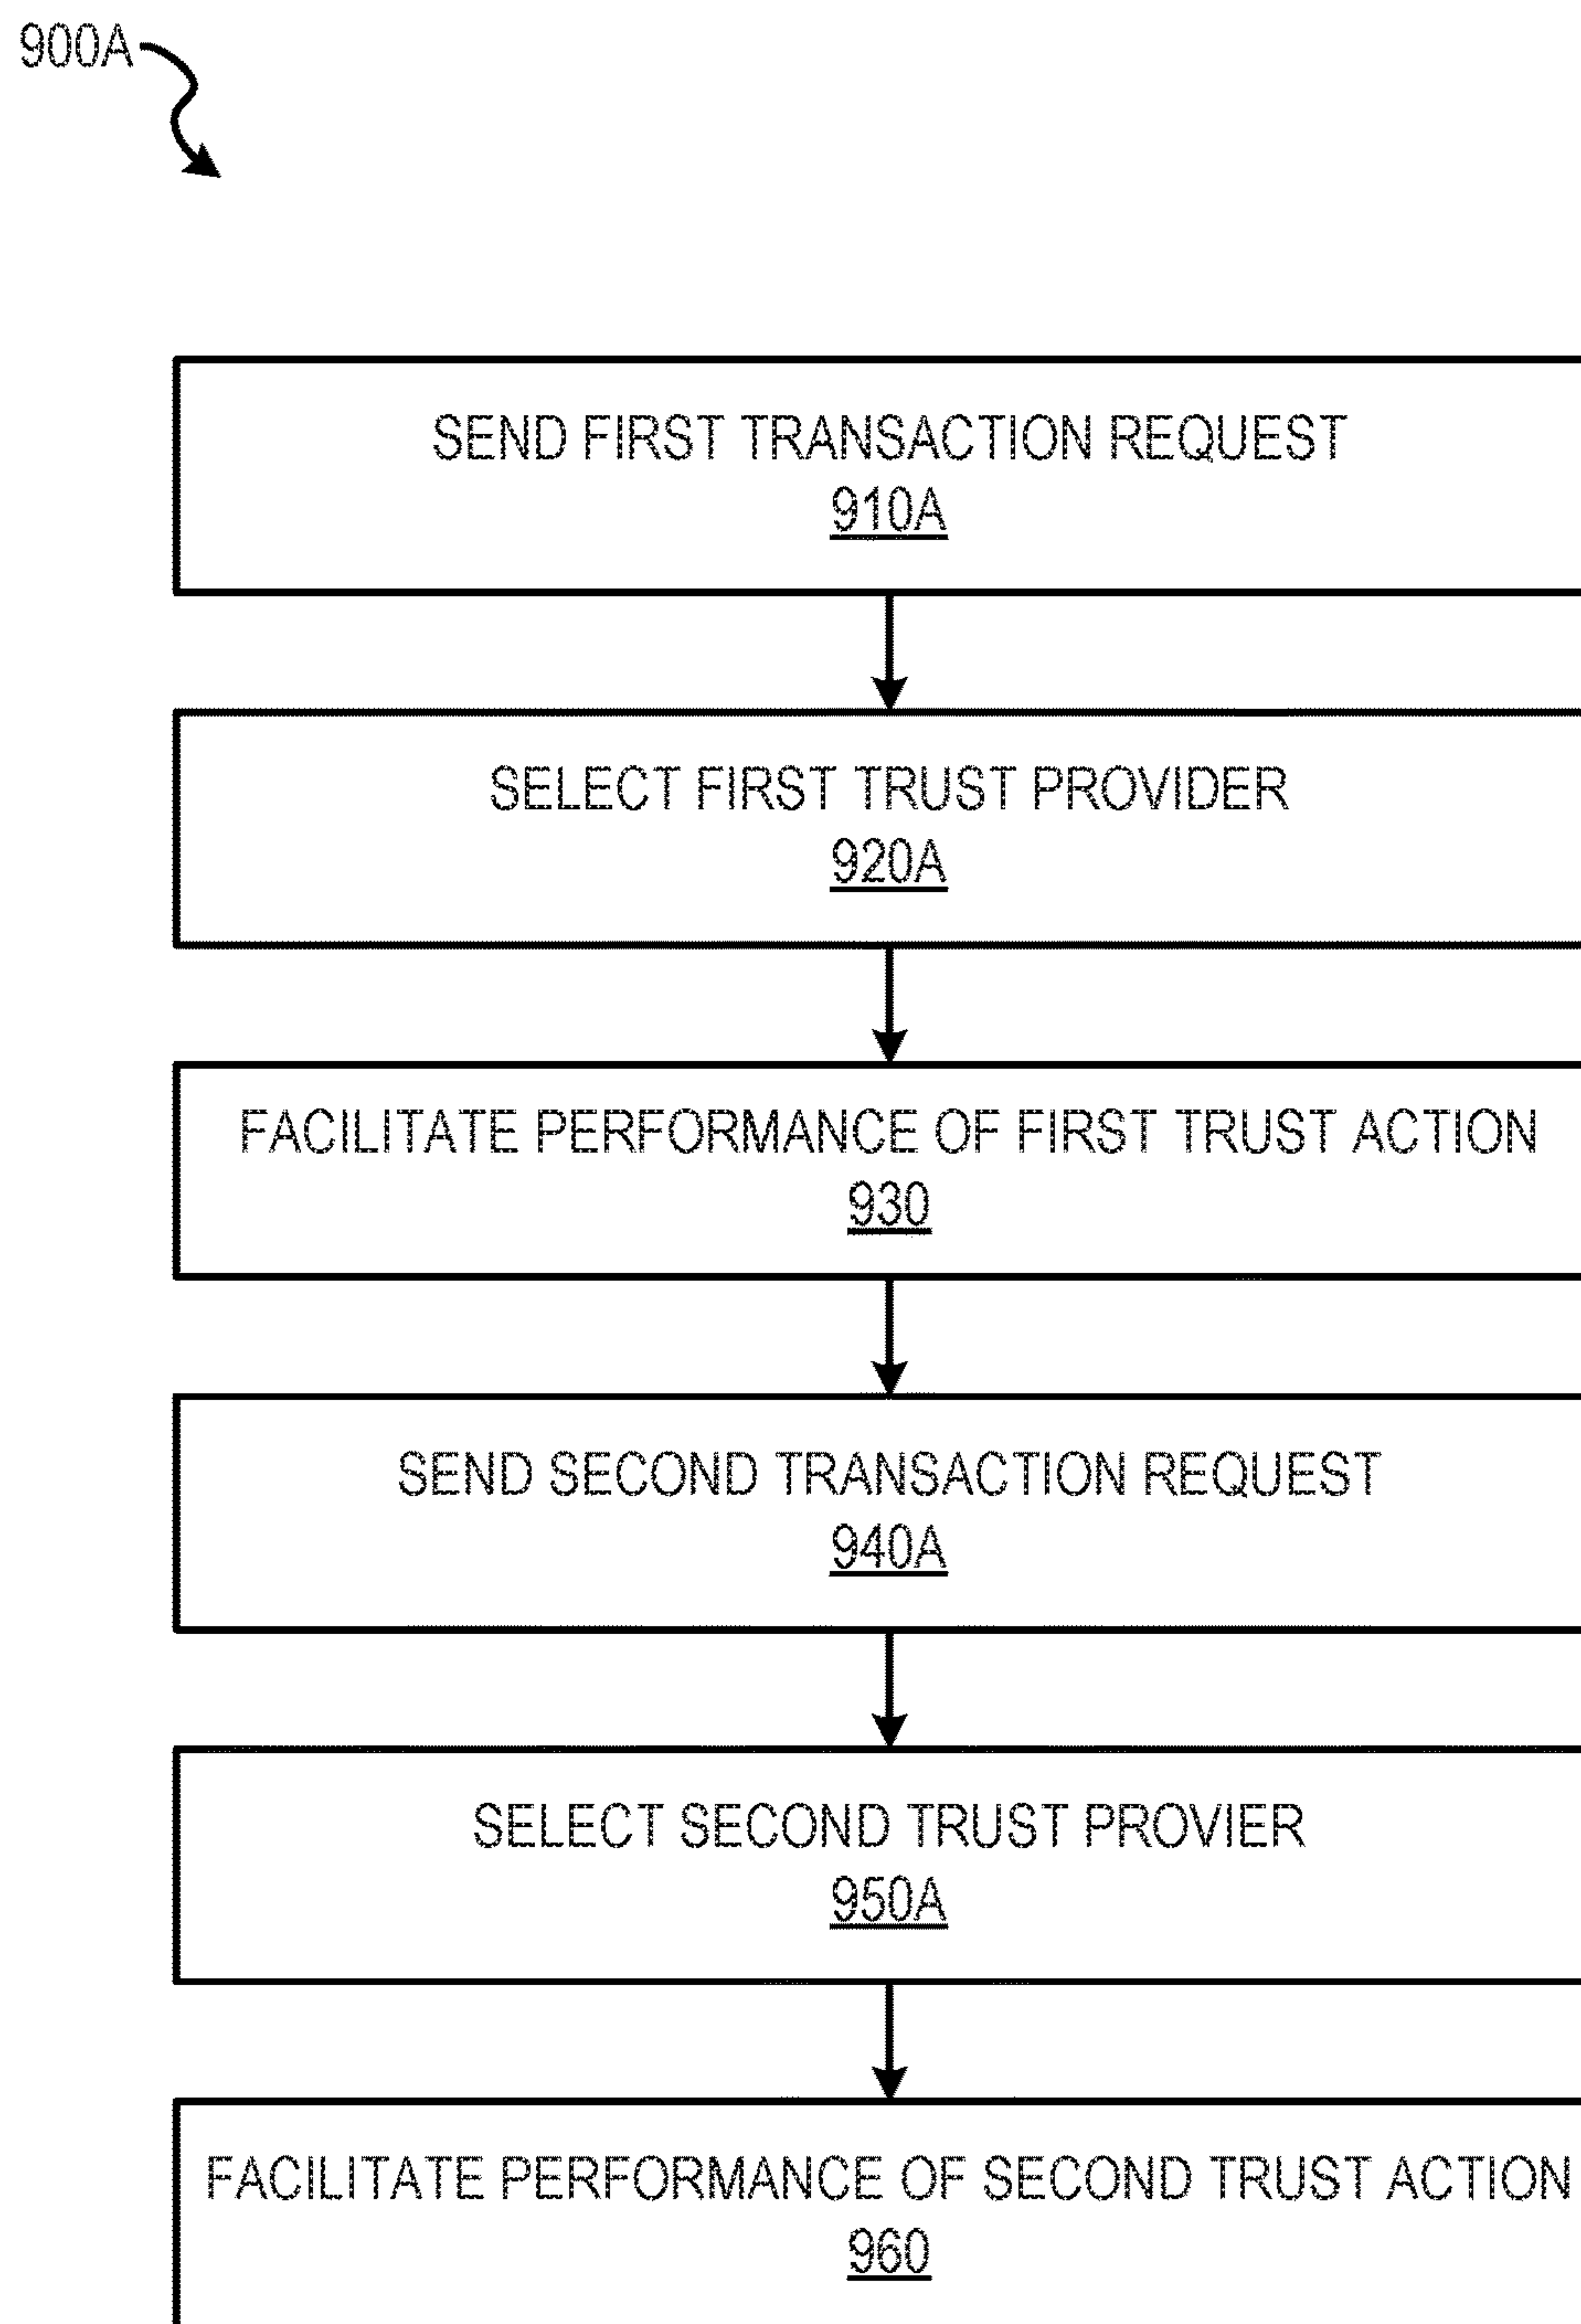 900A
SEND FIRST TRANSACTION REQUEST
910A
SELECT FIRST TRUST PROVIDER
920A
FACILITATE PERFORMANCE OF FIRST TRUST ACTION
930
SEND SECOND TRANSACTION REQUEST
940A
SELECT SECOND TRUST PROVIER
950A
FACILITATE PERFORMANCE OF SECOND TRUST ACTION
960